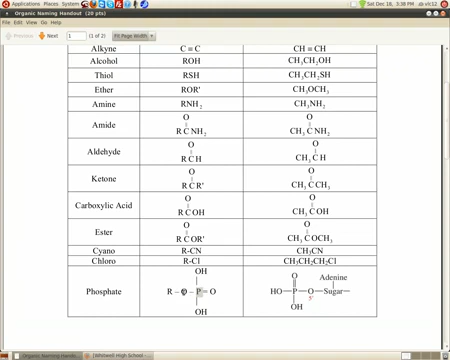 Applications Places System
Sat Dec 18, 3:38 PM
Organic Naming Handout (20 pts)
File Edit View Go Help
Previous Next 1 (1 of 2) Fit Page Width
Alkyne C ≡ C CH ≡ CH
Alcohol ROH CH₃CH₂OH
Thiol RSH CH₃CH₂SH
Ether ROR' CH₃OCH₃
Amine RNH₂ CH₃NH₂
O O
Amide R C NH₂ CH₃ C NH₂
O O
Aldehyde R C H CH₃ C H
O O
Ketone R C R' CH₃ C CH₃
O O
Carboxylic Acid R C OH CH₃ C OH
O O
Ester R C OR' CH₃ C OCH₃
Cyano R-CN CH₃CN
Chloro R-Cl CH₃CH₂CH₂Cl
OH O Adenine
Phosphate R – O – P = O HO — P — O — Sugar —
5'
OH OH
Organic Naming Hando... [Whitwell High School - ...